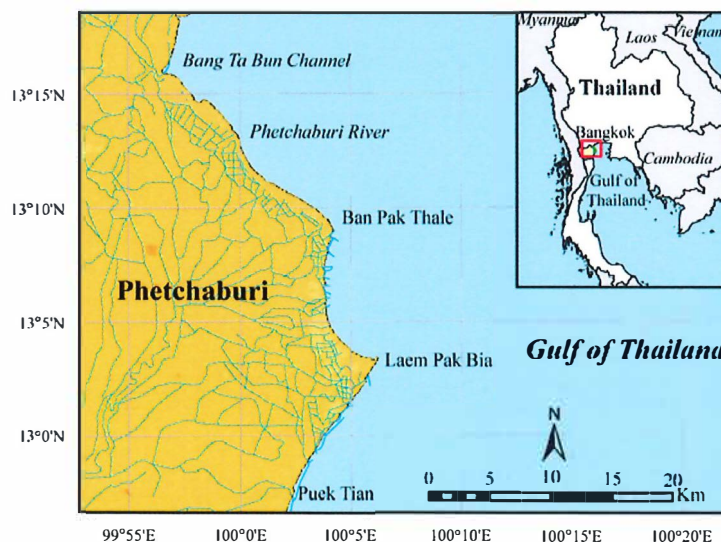 Myanmar
Laos
Vietnam
Thailand
Bangkok
Cambodia
Gulf of
Thailand
Bang Ta Bun Channel
13°15'N
Phetchaburi River
13°10'N
Ban Pak Thale
Phetchaburi
13°5'N
Gulf of Thailand
Laem Pak Bia
13°0'N
N
0 5 10 15 20
Km
Puek Tian
99°55'E 100°0'E 100°5'E 100°10'E 100°15'E 100°20'E